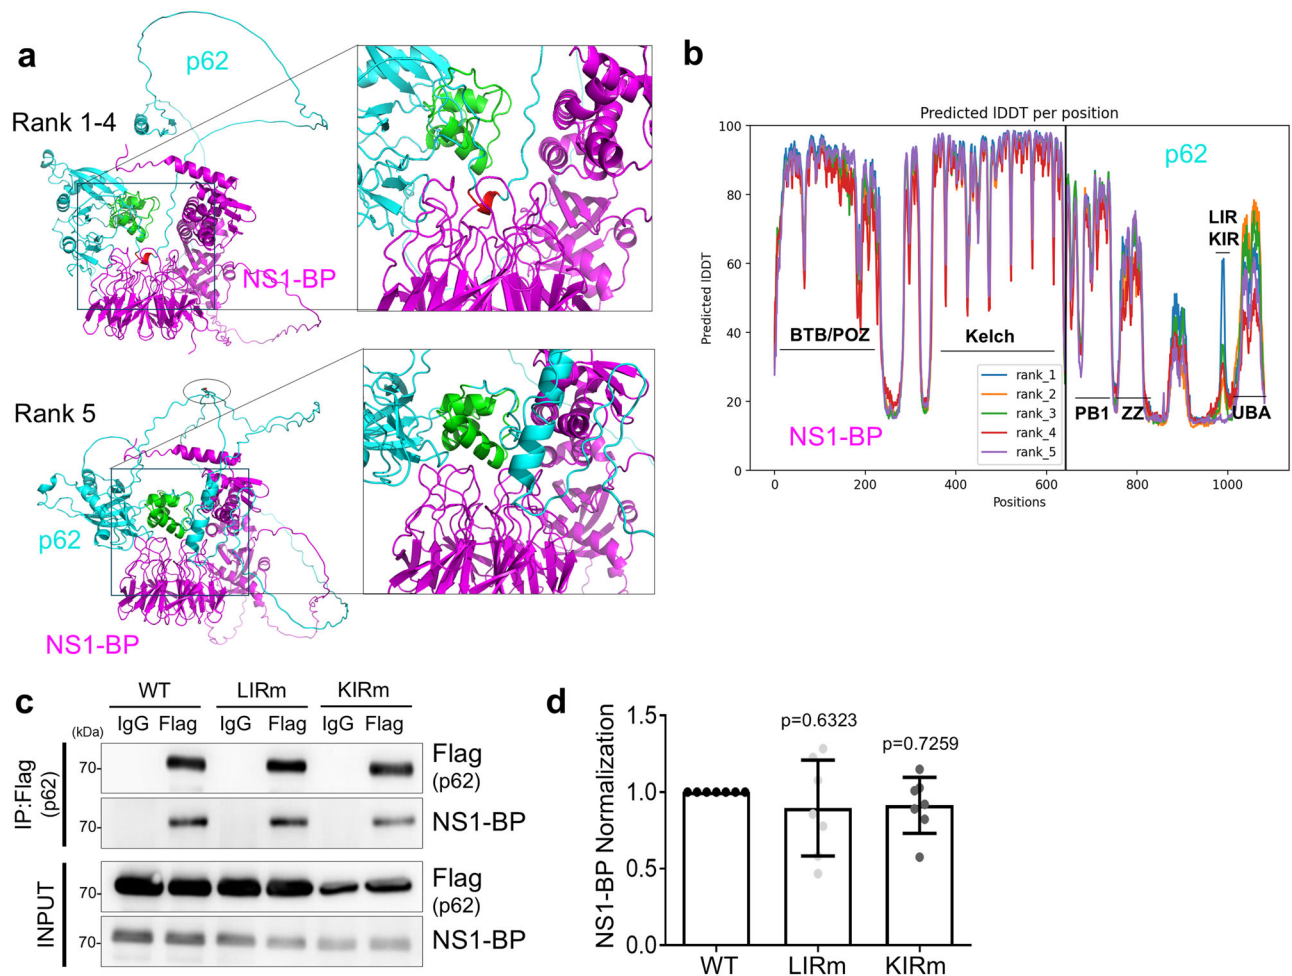 a
p62
Rank 1-4
NS1-BP
Rank 5
p62
NS1-BP
b
Predicted lDDT per position
Predicted lDDT
100
80
60
40
20
0
p62
LIR
KIR
BTB/POZ
Kelch
PB1
ZZ
UBA
NS1-BP
rank_1
rank_2
rank_3
rank_4
rank_5
0
200
400
600
800
1000
Positions
c
WT
LIRm
KIRm
(kDa)
IgG
Flag
IgG
Flag
IgG
Flag
IP:Flag
(p62)
70-
Flag
(p62)
70-
NS1-BP
INPUT
70-
Flag
(p62)
70-
NS1-BP
d
NS1-BP Normalization
1.5
1.0
0.5
0.0
p=0.6323
p=0.7259
WT
LIRm
KIRm